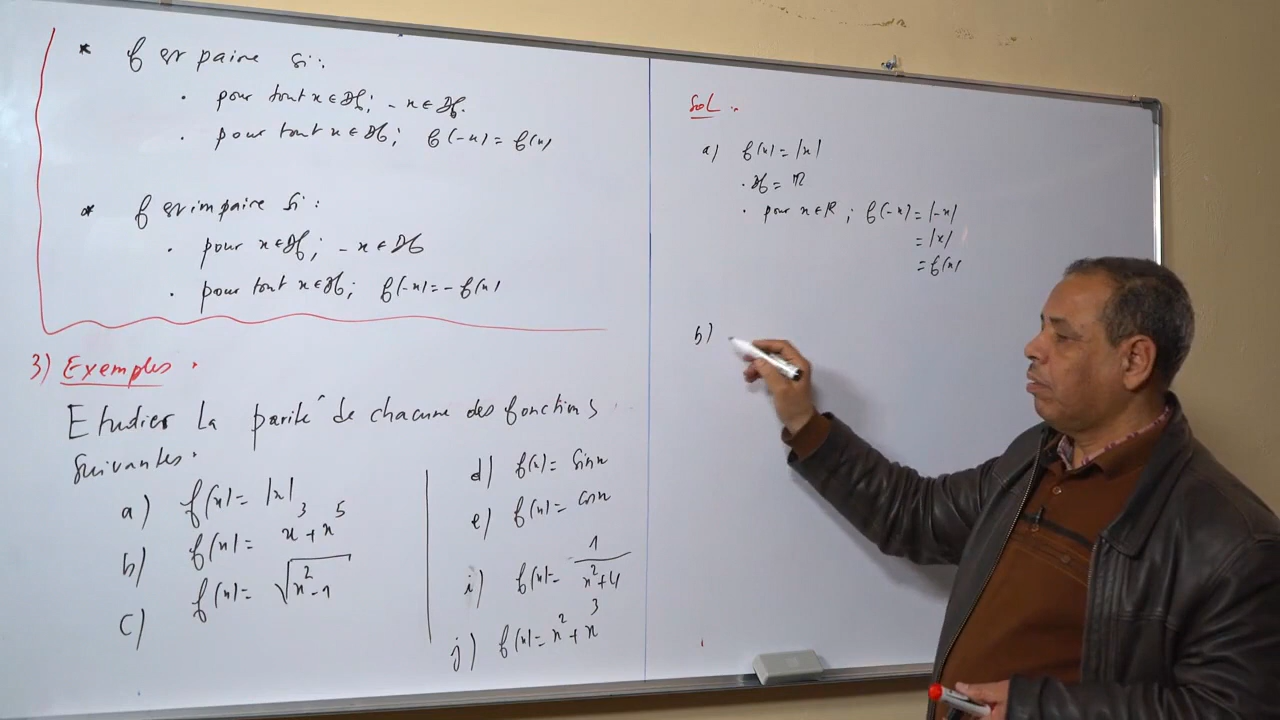 * f est paire si :
. pour tout x ∈ Df ; - x ∈ Df.
. pour tout x ∈ Df ; f(-x) = f(x)
* f est impaire si :
. pour x ∈ Df ; - x ∈ Df
. pour tout x ∈ Df ; f(-x) = - f(x)
3) Exemples .
Etudier la parité de chacune des fonctions
suivantes .
a) f(x) = |x|
b) f(x) = x³ + x⁵
c) f(x) = √(x² - 1)
d) f(x) = sinx
e) f(x) = cosx
i) f(x) = 1/(x² + 4)
j) f(x) = x² + x³
Sol :
a) f(x) = |x|
. Df = ℝ
. pour x ∈ ℝ ; f(-x) = |-x|
= |x|
= f(x)
b)